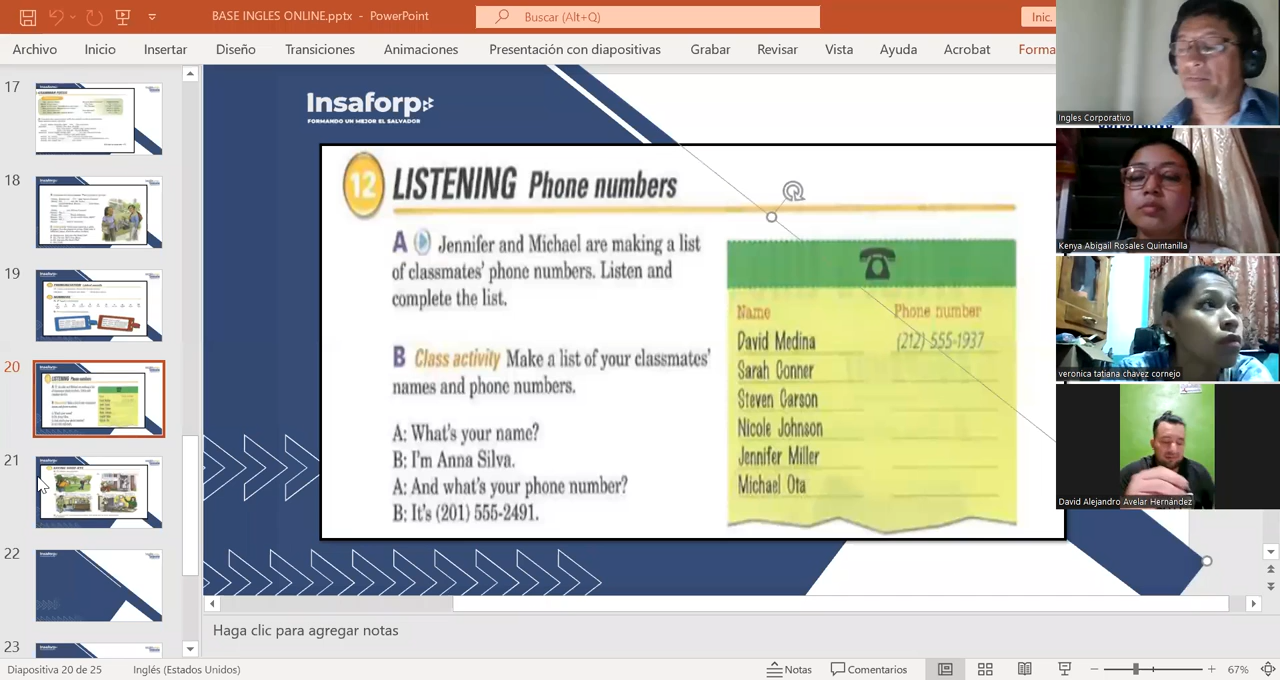 BASE INGLES ONLINE.pptx - PowerPoint
Buscar (Alt+Q)
Inic.
Archivo Inicio Insertar Diseño Transiciones Animaciones Presentación con diapositivas Grabar Revisar Vista Ayuda Acrobat Forma
17
18
19
20
21
22
23
Insaforp
FORMANDO UN MEJOR EL SALVADOR
12 LISTENING Phone numbers
A Jennifer and Michael are making a list
of classmates' phone numbers. Listen and
complete the list.
B Class activity Make a list of your classmates'
names and phone numbers.
A: What's your name?
B: I'm Anna Silva.
A: And what's your phone number?
B: It's (201) 555-2491.
Name Phone number
David Medina (212) 555-1937
Sarah Conner
Steven Carson
Nicole Johnson
Jennifer Miller
Michael Ota
Ingles Corporativo
Kenya Abigail Rosales Quintanilla
veronica tatiana chavez cornejo
David Alejandro Avelar Hernández
Haga clic para agregar notas
Diapositiva 20 de 25 Inglés (Estados Unidos) Notas Comentarios 67%